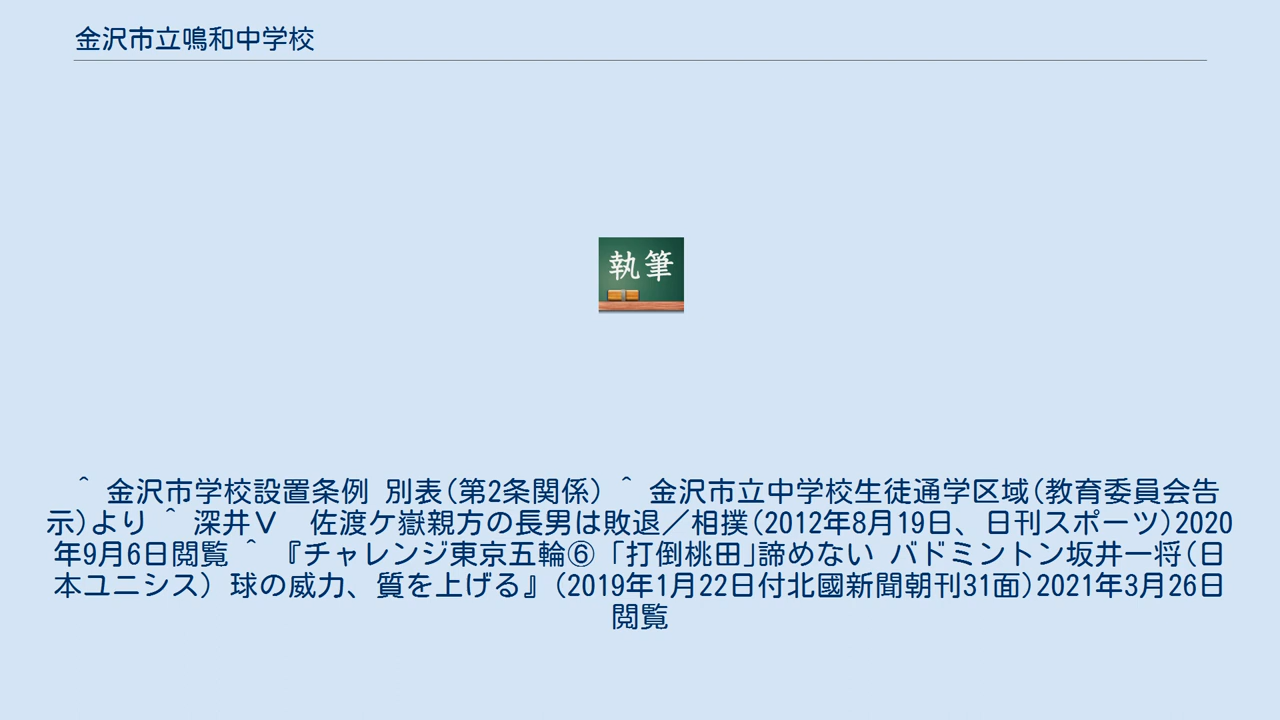 金沢市立鳴和中学校
執筆
^ 金沢市学校設置条例 別表(第2条関係) ^ 金沢市立中学校生徒通学区域(教育委員会告
示)より ^ 深井Ⅴ　佐渡ケ嶽親方の長男は敗退／相撲(2012年8月19日、日刊スポーツ)2020
年9月6日閲覧 ^ 『チャレンジ東京五輪⑥「打倒桃田」諦めない バドミントン坂井一将(日
本ユニシス) 球の威力、質を上げる』(2019年1月22日付北國新聞朝刊31面)2021年3月26日
閲覧